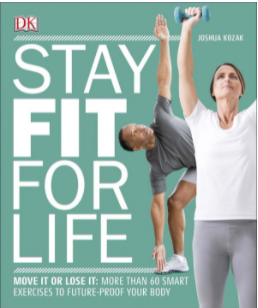 DK
JOSHUA KOZAK
STAY
FIT
FOR
LIFE
MOVE IT OR LOSE IT: MORE THAN 60 SMART
EXERCISES TO FUTURE-PROOF YOUR BODY